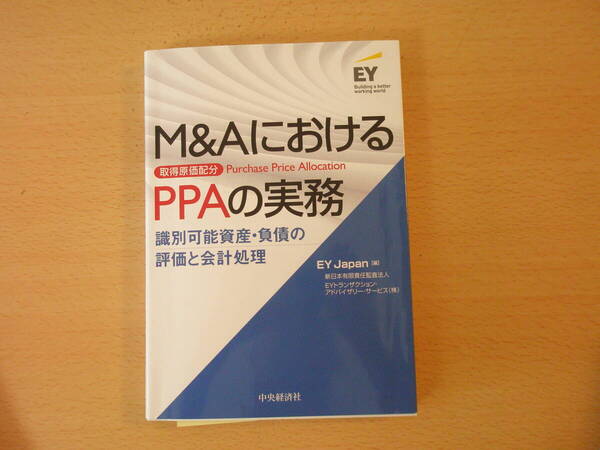 EY
Building a better
working world
M&Aにおける
取得原価配分 Purchase Price Allocation
PPAの実務
識別可能資産・負債の
評価と会計処理
EY Japan [編]
新日本有限責任監査法人
EYトランザクション・
アドバイザリー・サービス(株)
中央経済社